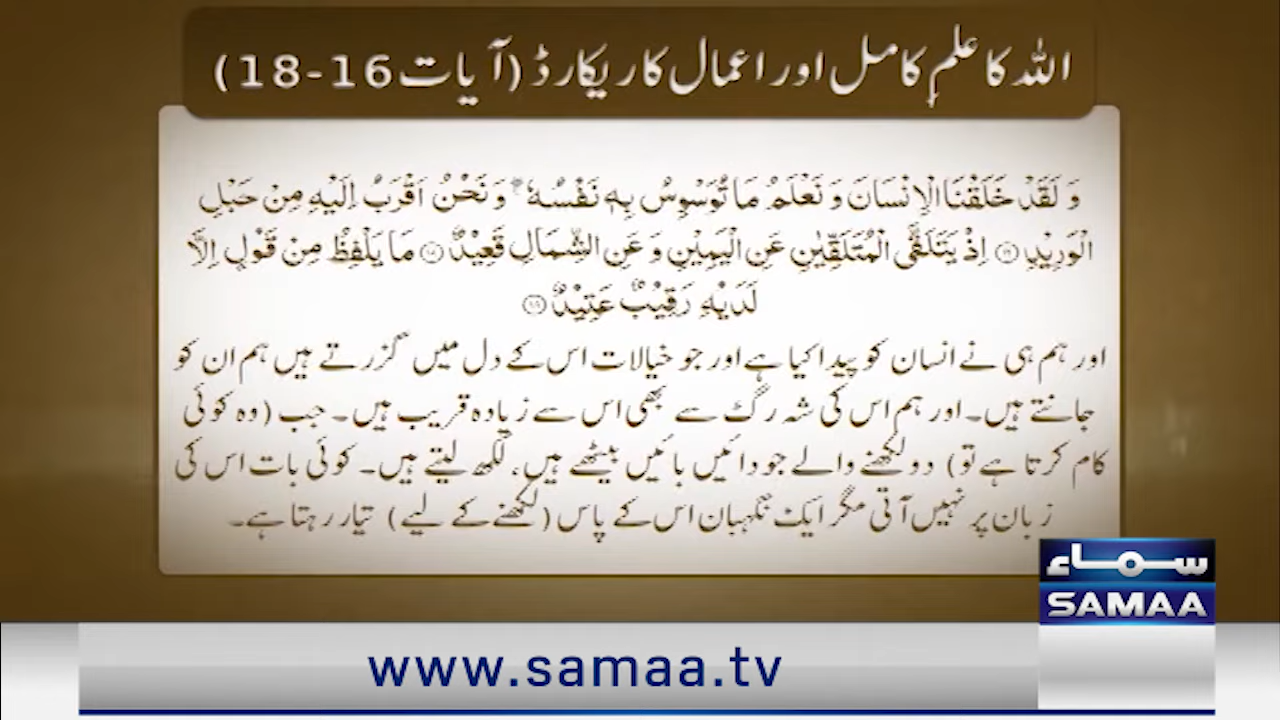 اللہ کا علمِ کامل اور اعمال کا ریکارڈ (آیات 16-18)
وَ لَقَدْ خَلَقْنَا الْاِنْسَانَ وَ نَعْلَمُ مَا تُوَسْوِسُ بِهٖ نَفْسُهٗ ۖۚ وَ نَحْنُ اَقْرَبُ اِلَيْهِ مِنْ حَبْلِ
الْوَرِيْدِ ۝۱۶ اِذْ يَتَلَقَّى الْمُتَلَقِّيٰنِ عَنِ الْيَمِيْنِ وَ عَنِ الشِّمَالِ قَعِيْدٌ ۝۱۷ مَا يَلْفِظُ مِنْ قَوْلٍ اِلَّا
لَدَيْهِ رَقِيْبٌ عَتِيْدٌ ۝۱۸
اور ہم ہی نے انسان کو پیدا کیا ہے اور جو خیالات اس کے دل میں گزرتے ہیں ہم ان کو
جانتے ہیں۔ اور ہم اس کی شہ رگ سے بھی اس سے زیادہ قریب ہیں۔ جب (وہ کوئی
کام کرتا ہے تو) دو لکھنے والے جو دائیں بائیں بیٹھے ہیں، لکھ لیتے ہیں۔ کوئی بات اس کی
زبان پر نہیں آتی مگر ایک نگہبان اس کے پاس (لکھنے کے لیے) تیار رہتا ہے۔
سماء
SAMAA
www.samaa.tv